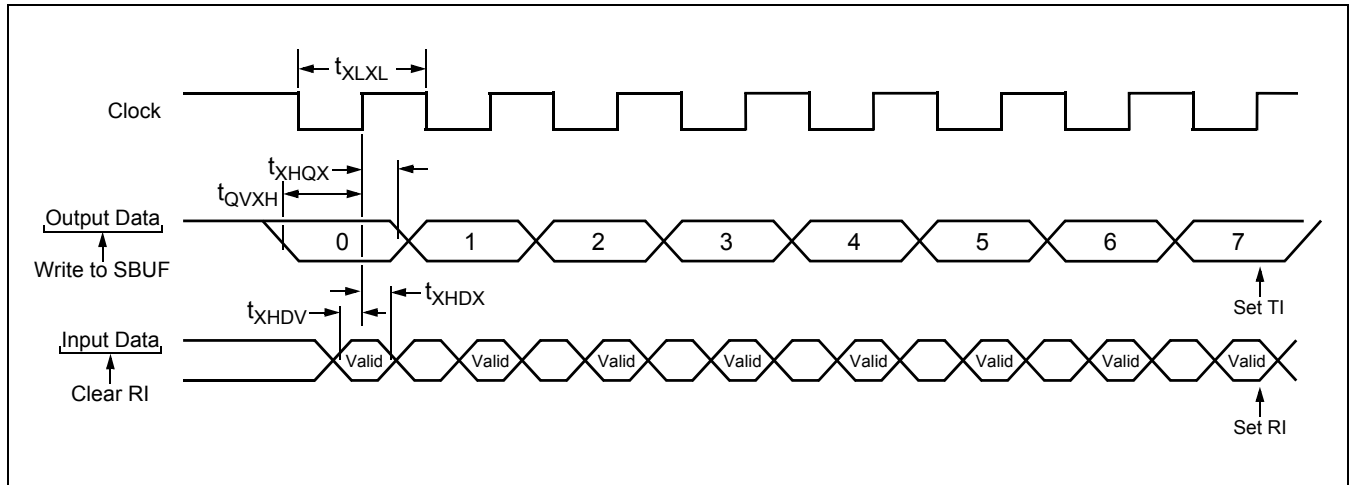 tXLXL
Clock
tXHQX
tQVXH
Output Data
0 1 2 3 4 5 6 7
Write to SBUF
Set TI
tXHDX
tXHDV
Input Data
Valid Valid Valid Valid Valid Valid Valid Valid
Clear RI
Set RI